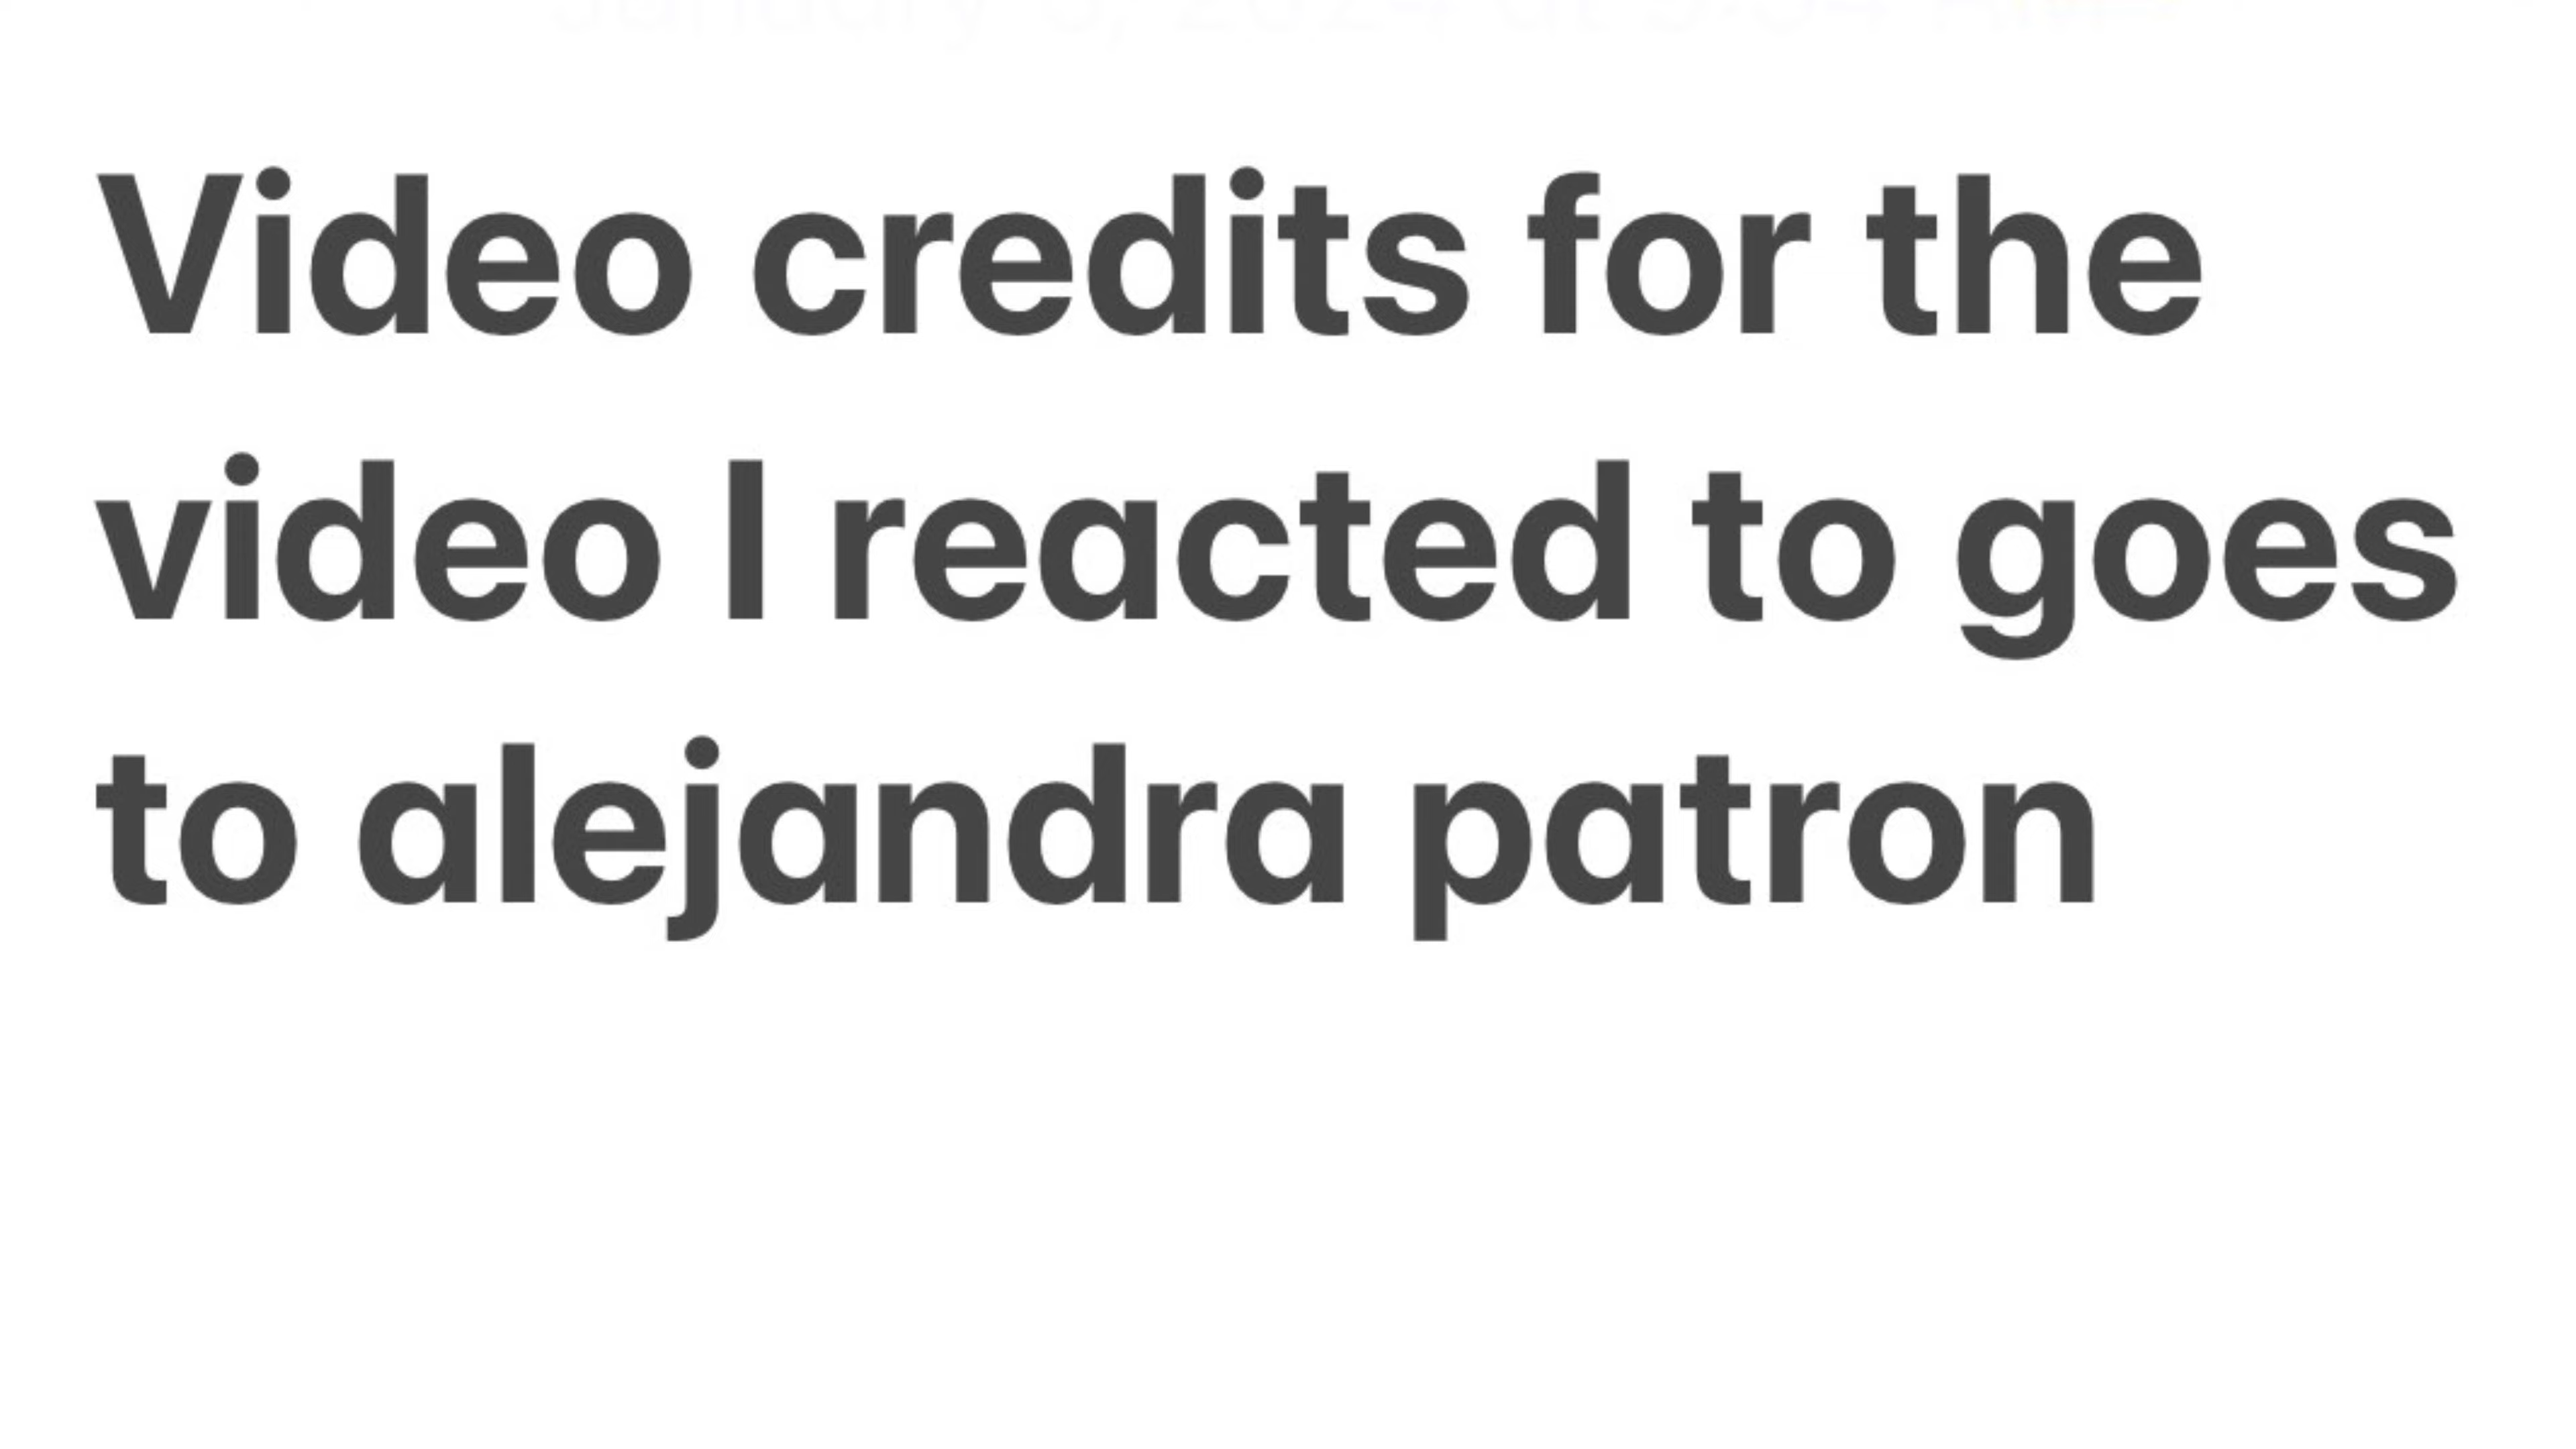 Video credits for the
video I reacted to goes
to alejandra patron